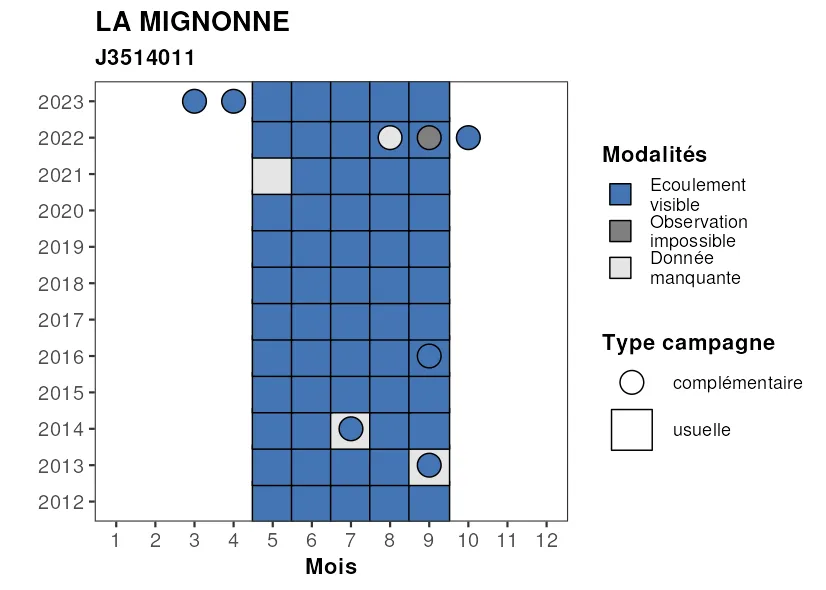 LA MIGNONNE
J3514011
2023
2022
2021
2020
2019
2018
2017
2016
2015
2014
2013
2012
1 2 3 4 5 6 7 8 9 10 11 12
Mois
Modalités
Ecoulement
visible
Observation
impossible
Donnée
manquante
Type campagne
complémentaire
usuelle